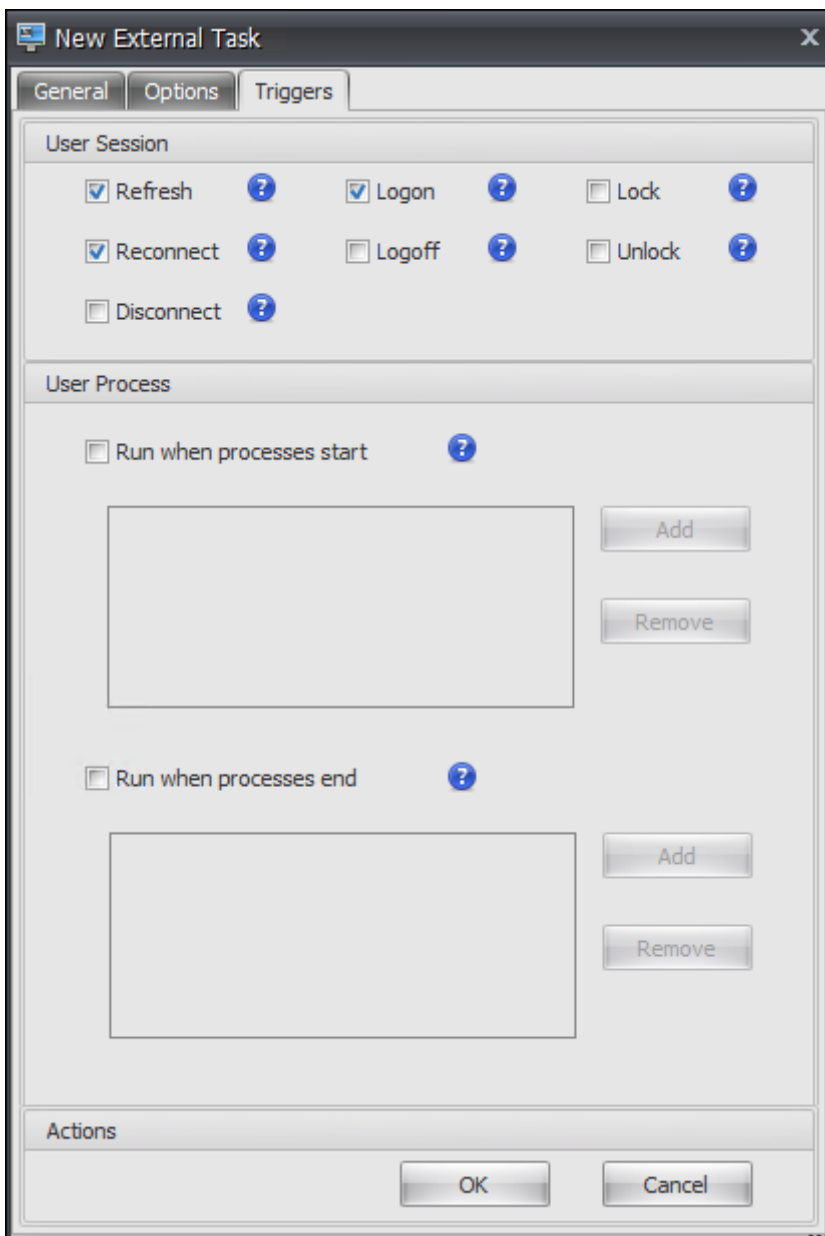 New External Task
General Options Triggers
User Session
Refresh ? Logon ? Lock ?
Reconnect ? Logoff ? Unlock ?
Disconnect ?
User Process
Run when processes start ?
Add
Remove
Run when processes end ?
Add
Remove
Actions
OK Cancel